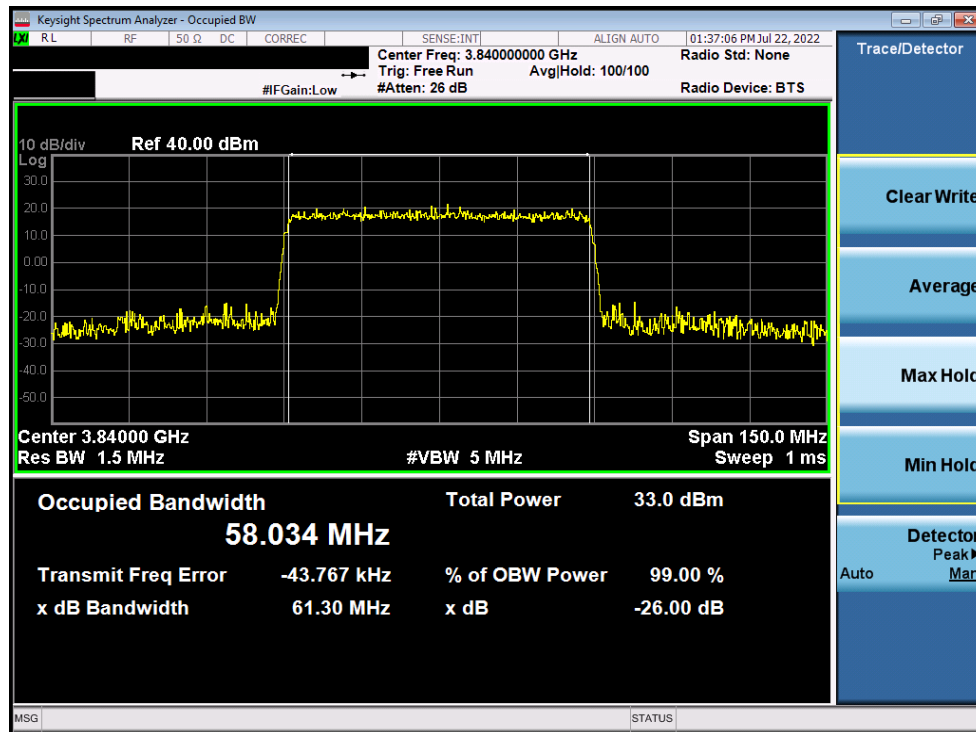 Keysight Spectrum Analyzer - Occupied BW
LXI RL RF 50 Ω DC CORREC SENSE:INT ALIGN AUTO 01:37:06 PM Jul 22, 2022
Center Freq: 3.840000000 GHz Radio Std: None
Trig: Free Run Avg|Hold: 100/100
#IFGain:Low #Atten: 26 dB Radio Device: BTS
10 dB/div Ref 40.00 dBm
Log
30.0
20.0
10.0
0.00
-10.0
-20.0
-30.0
-40.0
-50.0
Center 3.84000 GHz Span 150.0 MHz
Res BW 1.5 MHz #VBW 5 MHz Sweep 1 ms
Occupied Bandwidth Total Power 33.0 dBm
58.034 MHz
Transmit Freq Error -43.767 kHz % of OBW Power 99.00 %
x dB Bandwidth 61.30 MHz x dB -26.00 dB
MSG STATUS
Trace/Detector
Clear Write
Average
Max Hold
Min Hold
Detector
Peak
Auto Man